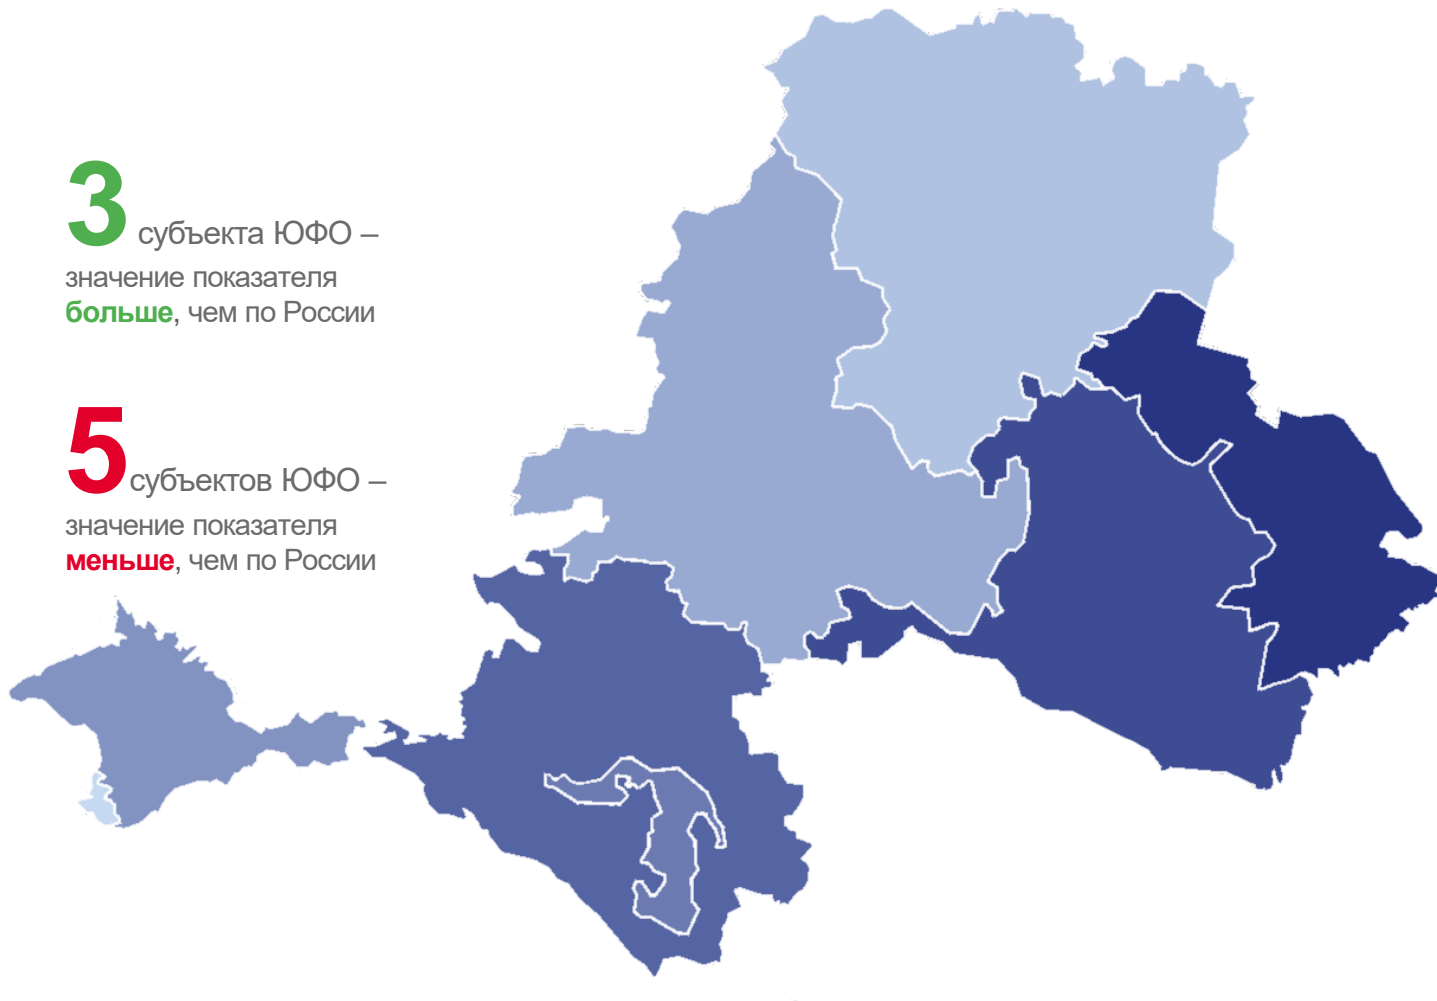 3 субъекта ЮФО –
значение показателя
больше, чем по России
5 субъектов ЮФО –
значение показателя
меньше, чем по России